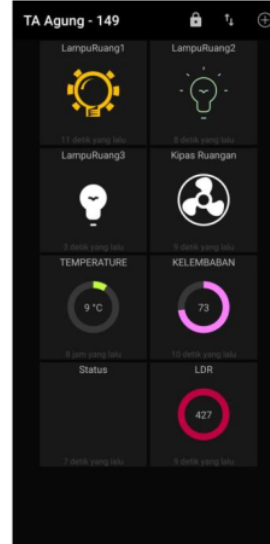 TA Agung - 149
LampuRuang1
LampuRuang2
11 detik yang lalu
8 detik yang lalu
LampuRuang3
Kipas Ruangan
3 detik yang lalu
9 detik yang lalu
TEMPERATURE
KELEMBABAN
9 °C
73
8 jam yang lalu
10 detik yang lalu
Status
LDR
427
7 detik yang lalu
9 detik yang lalu